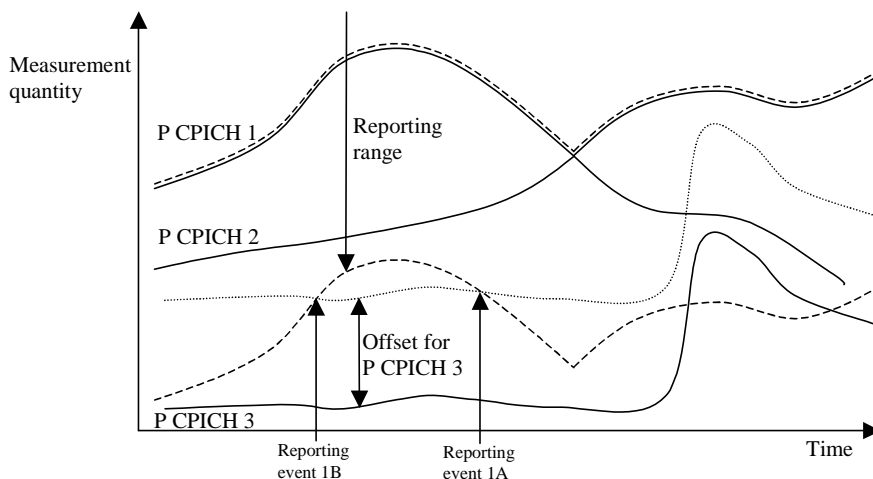 Measurement
quantity
P CPICH 1
Reporting
range
P CPICH 2
Offset for
P CPICH 3
P CPICH 3
Reporting
event 1B
Reporting
event 1A
Time